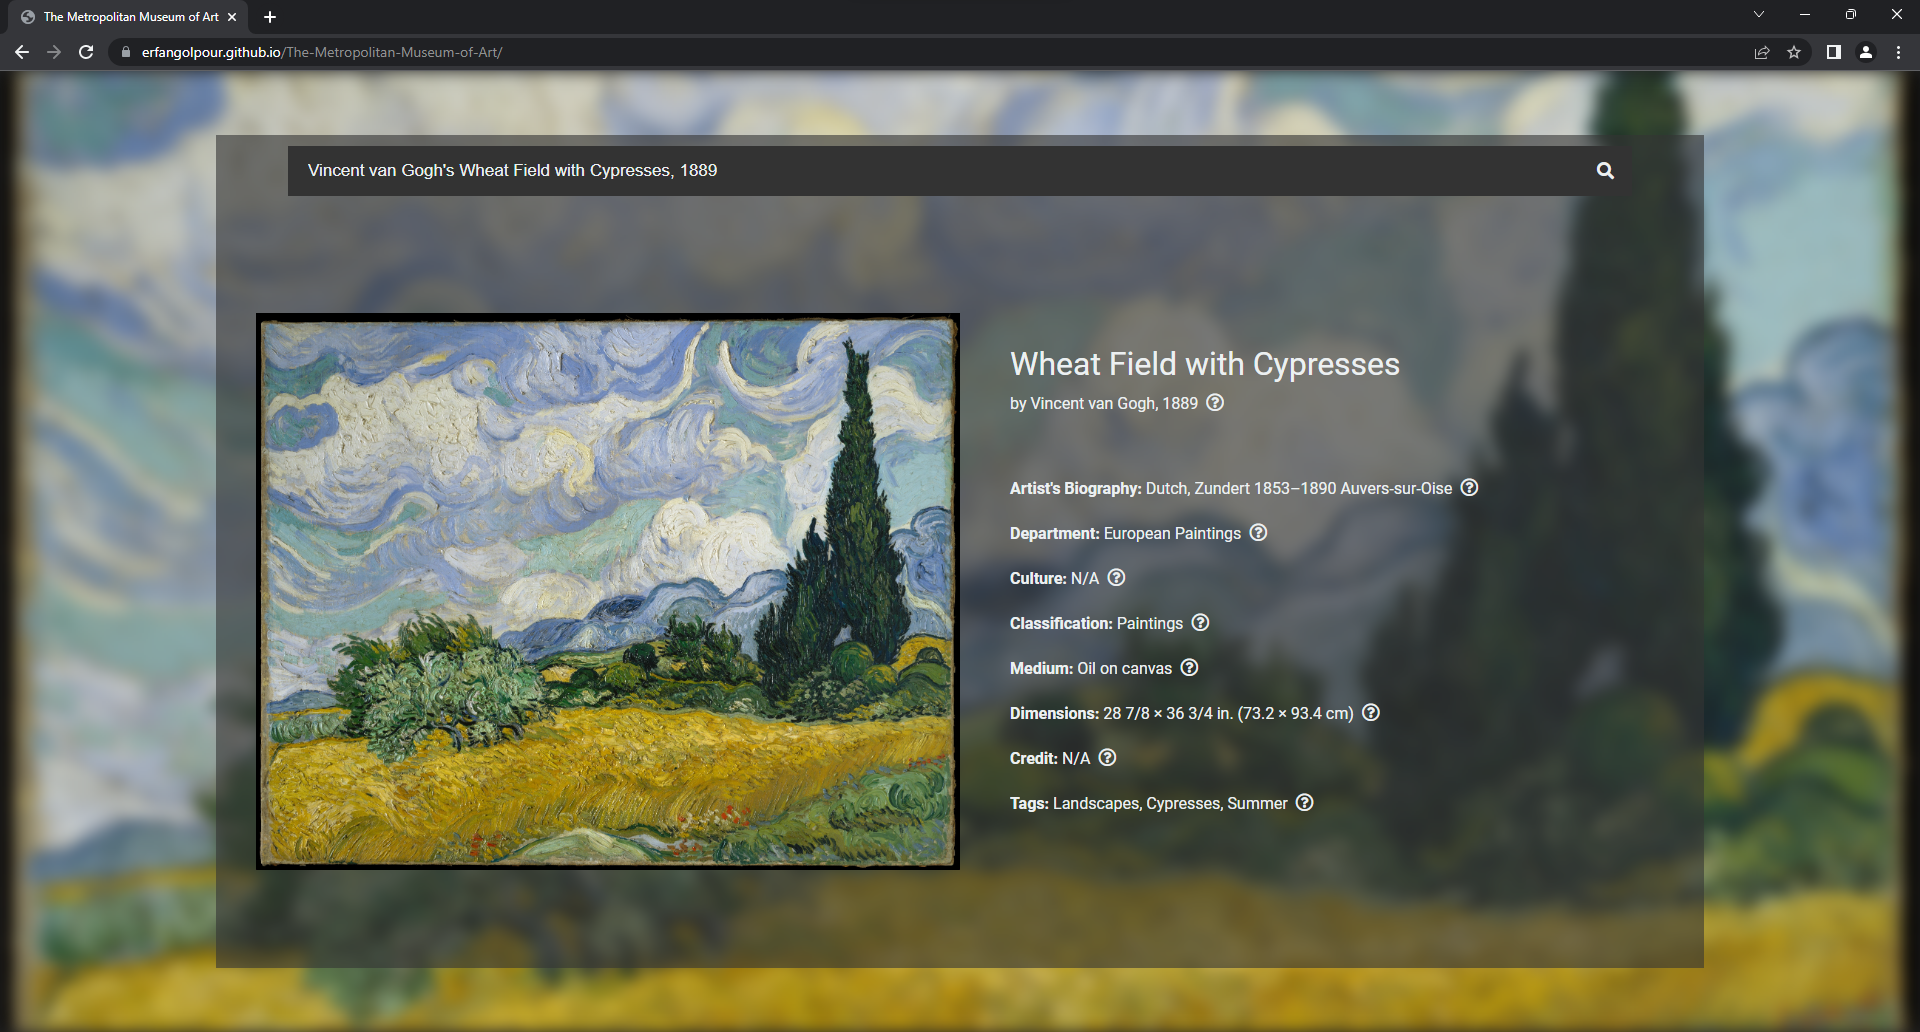 The Metropolitan Museum of Art
erfangolpour.github.io/The-Metropolitan-Museum-of-Art/
Vincent van Gogh's Wheat Field with Cypresses, 1889
Wheat Field with Cypresses
by Vincent van Gogh, 1889
Artist's Biography: Dutch, Zundert 1853–1890 Auvers-sur-Oise
Department: European Paintings
Culture: N/A
Classification: Paintings
Medium: Oil on canvas
Dimensions: 28 7/8 × 36 3/4 in. (73.2 × 93.4 cm)
Credit: N/A
Tags: Landscapes, Cypresses, Summer